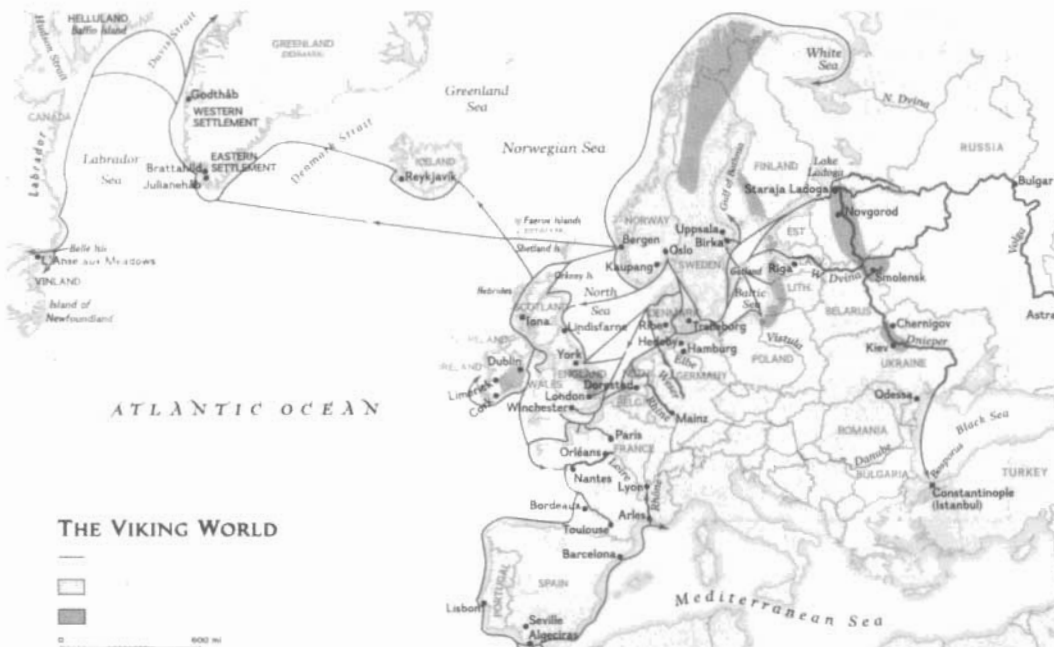 HELLULAND
Baffin Island
Hudson Strait
Davis Strait
GREENLAND
(DENMARK)
Greenland
Sea
White
Sea
N. Dvina
CANADA
Godthåb
WESTERN
SETTLEMENT
Labrador
Labrador
Sea
Brattahlid
EASTERN
SETTLEMENT
Julianehåb
Denmark Strait
ICELAND
Reykjavík
Norwegian Sea
FINLAND
Gulf of Bothnia
Lake
Ladoga
RUSSIA
Staraja Ladoga
Novgorod
Bulgar
Volga
Faeroe Islands
Shetland Is.
NORWAY
Bergen
Oslo
Kaupang
Uppsala
Birka
SWEDEN
EST
Gotland
Riga
W. Dvina
Smolensk
LITH.
Baltic
Sea
BELARUS
Astra
Belle Isle
L'Anse aux Meadows
VINLAND
Island of
Newfoundland
Orkney Is.
Hebrides
North
Sea
SCOTLAND
Iona
Lindisfarne
DENMARK
Ribe
Trelleborg
Hedeby
Hamburg
Elbe
Vistula
POLAND
Chernigov
Dnieper
Kiev
UKRAINE
Dublin
York
ENGLAND
WALES
Limerick
Cork
London
Winchester
Dorestad
Weser
GERMANY
Rhine
Mainz
Odessa
ATLANTIC OCEAN
Paris
Orléans
FRANCE
Nantes
Loire
Lyon
Rhône
ROMANIA
Danube
BULGARIA
Black Sea
Bosporus
TURKEY
Constantinople
(Istanbul)
Bordeaux
Toulouse
Arles
Barcelona
THE VIKING WORLD
PORTUGAL
SPAIN
Lisbon
Seville
Algeciras
Mediterranean Sea
0
600 mi